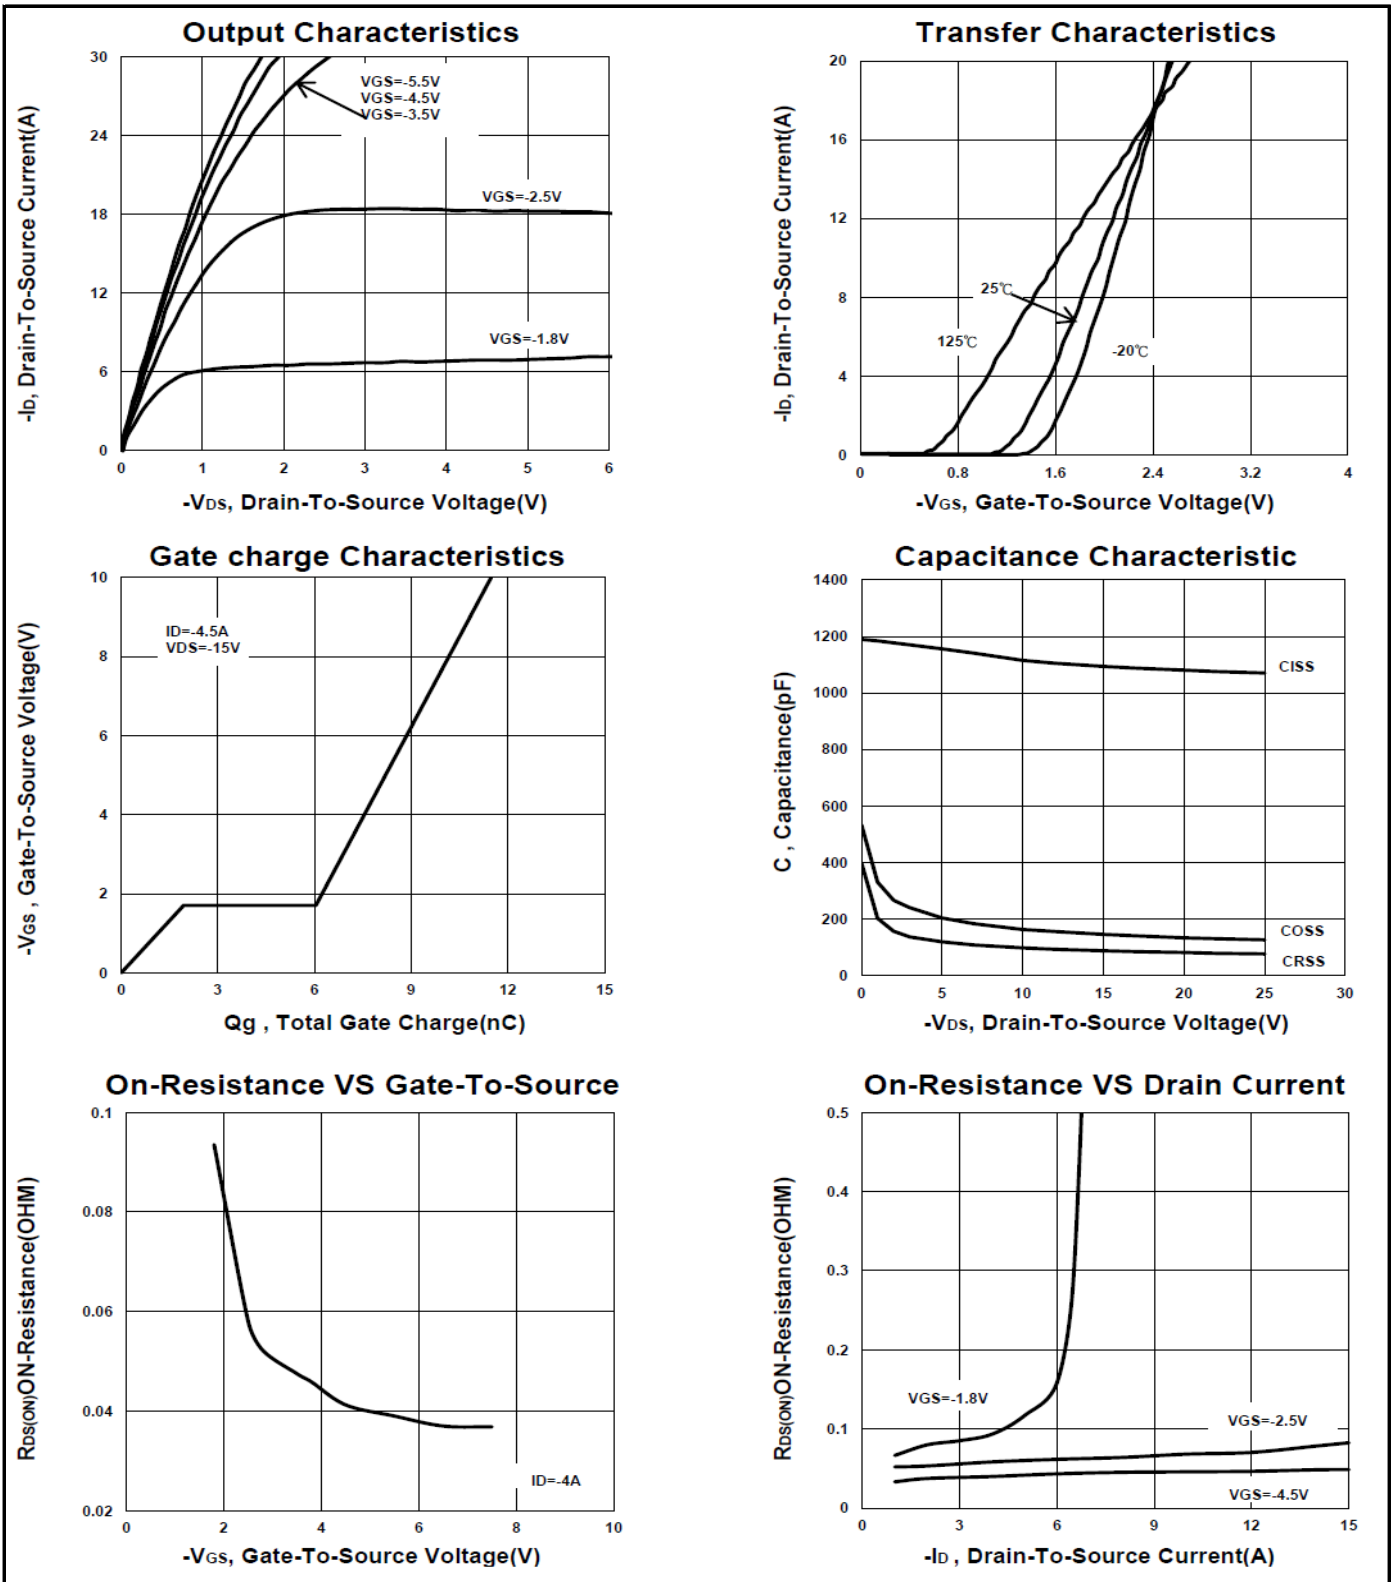 Output Characteristics
-ID, Drain-To-Source Current(A)
30
24
18
12
6
0
VGS=-5.5V
VGS=-4.5V
VGS=-3.5V
VGS=-2.5V
VGS=-1.8V
0 1 2 3 4 5 6
-VDS, Drain-To-Source Voltage(V)
Transfer Characteristics
-ID, Drain-To-Source Current(A)
20
16
12
8
4
0
25℃
125℃
-20℃
0 0.8 1.6 2.4 3.2 4
-VGS, Gate-To-Source Voltage(V)
Gate charge Characteristics
-VGS , Gate-To-Source Voltage(V)
10
8
6
4
2
0
ID=-4.5A
VDS=-15V
0 3 6 9 12 15
Qg , Total Gate Charge(nC)
Capacitance Characteristic
C , Capacitance(pF)
1400
1200
1000
800
600
400
200
0
CISS
COSS
CRSS
0 5 10 15 20 25 30
-VDS, Drain-To-Source Voltage(V)
On-Resistance VS Gate-To-Source
RDS(ON)ON-Resistance(OHM)
0.1
0.08
0.06
0.04
0.02
ID=-4A
0 2 4 6 8 10
-VGS, Gate-To-Source Voltage(V)
On-Resistance VS Drain Current
RDS(ON)ON-Resistance(OHM)
0.5
0.4
0.3
0.2
0.1
0
VGS=-1.8V
VGS=-2.5V
VGS=-4.5V
0 3 6 9 12 15
-ID , Drain-To-Source Current(A)